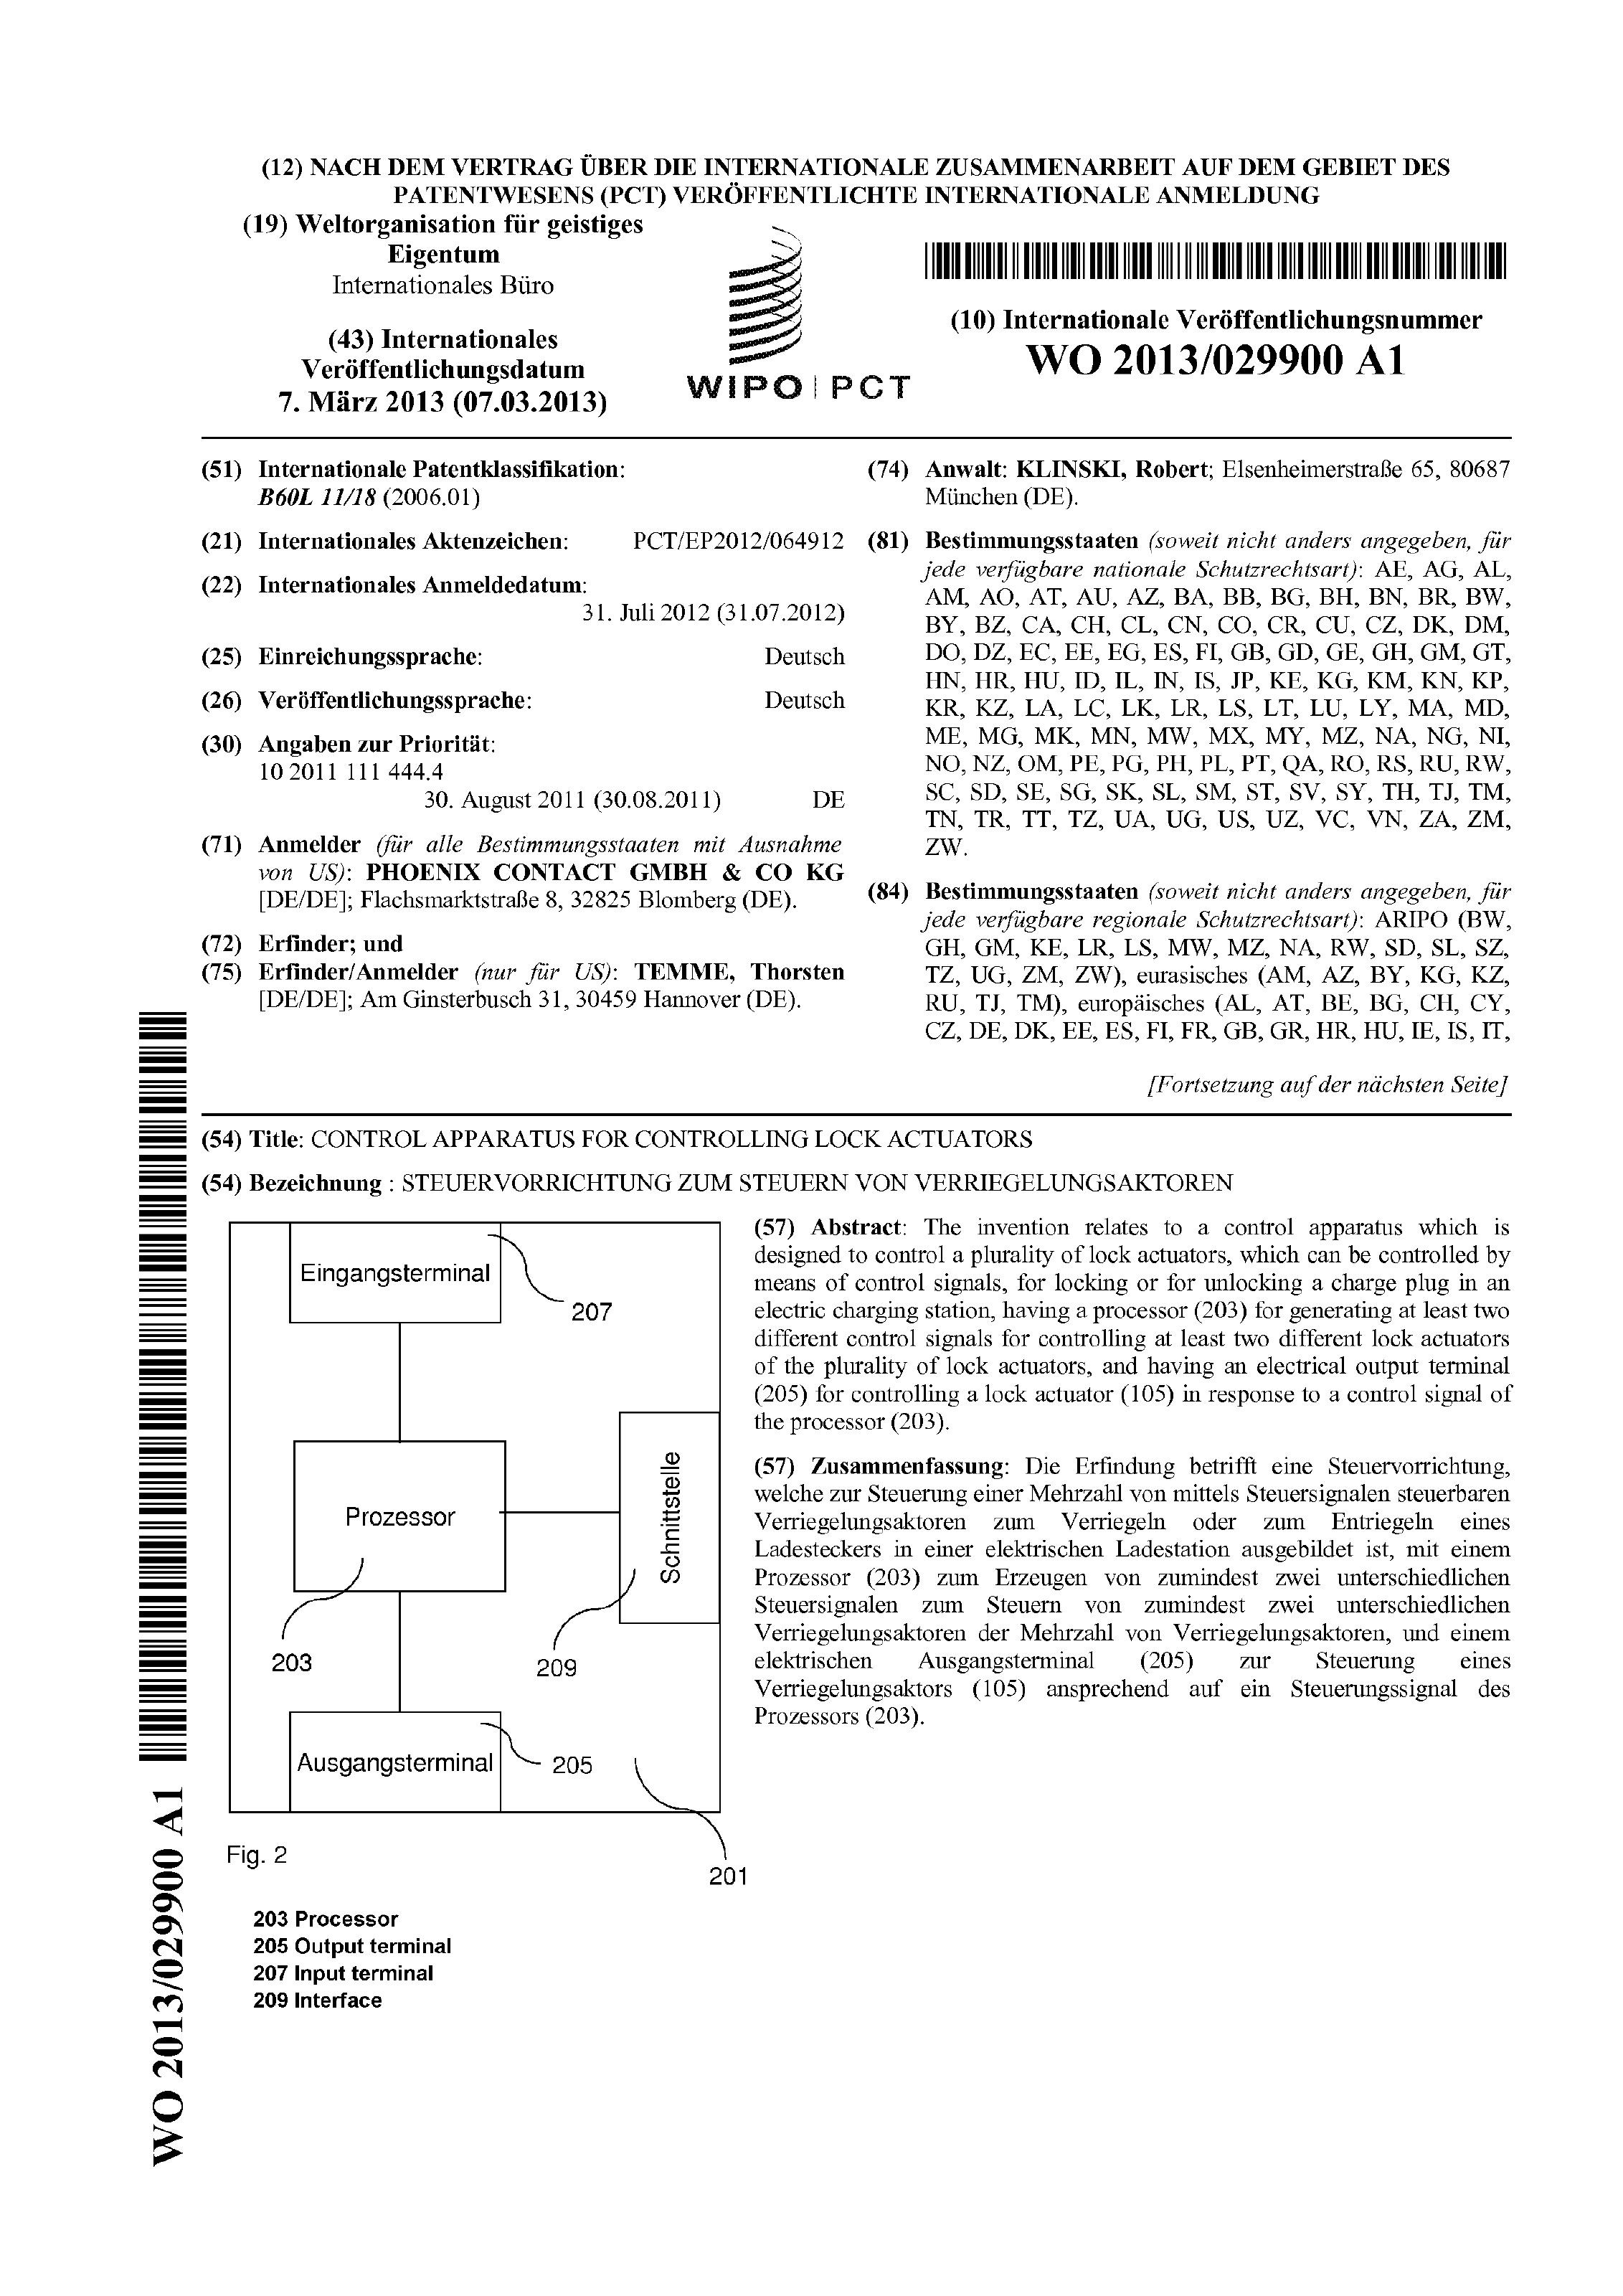 (12) NACH DEM VERTRAG ÜBER DIE INTERNATIONALE ZUSAMMENARBEIT AUF DEM GEBIET DES
PATENTWESENS (PCT) VERÖFFENTLICHTE INTERNATIONALE ANMELDUNG
(19) Weltorganisation für geistiges
Eigentum
Internationales Büro
(43) Internationales
Veröffentlichungsdatum
7. März 2013 (07.03.2013)
WIPO | PCT
(10) Internationale Veröffentlichungsnummer
WO 2013/029900 A1
(51) Internationale Patentklassifikation:
B60L 11/18 (2006.01)
(21) Internationales Aktenzeichen: PCT/EP2012/064912
(22) Internationales Anmeldedatum:
31. Juli 2012 (31.07.2012)
(25) Einreichungssprache: Deutsch
(26) Veröffentlichungssprache: Deutsch
(30) Angaben zur Priorität:
10 2011 111 444.4
30. August 2011 (30.08.2011) DE
(71) Anmelder (für alle Bestimmungsstaaten mit Ausnahme
von US): PHOENIX CONTACT GMBH & CO KG
[DE/DE]; Flachsmarktstraße 8, 32825 Blomberg (DE).
(72) Erfinder; und
(75) Erfinder/Anmelder (nur für US): TEMME, Thorsten
[DE/DE]; Am Ginsterbusch 31, 30459 Hannover (DE).
(74) Anwalt: KLINSKI, Robert; Elsenheimerstraße 65, 80687
München (DE).
(81) Bestimmungsstaaten (soweit nicht anders angegeben, für
jede verfügbare nationale Schutzrechtsart): AE, AG, AL,
AM, AO, AT, AU, AZ, BA, BB, BG, BH, BN, BR, BW,
BY, BZ, CA, CH, CL, CN, CO, CR, CU, CZ, DK, DM,
DO, DZ, EC, EE, EG, ES, FI, GB, GD, GE, GH, GM, GT,
HN, HR, HU, ID, IL, IN, IS, JP, KE, KG, KM, KN, KP,
KR, KZ, LA, LC, LK, LR, LS, LT, LU, LY, MA, MD,
ME, MG, MK, MN, MW, MX, MY, MZ, NA, NG, NI,
NO, NZ, OM, PE, PG, PH, PL, PT, QA, RO, RS, RU, RW,
SC, SD, SE, SG, SK, SL, SM, ST, SV, SY, TH, TJ, TM,
TN, TR, TT, TZ, UA, UG, US, UZ, VC, VN, ZA, ZM,
ZW.
(84) Bestimmungsstaaten (soweit nicht anders angegeben, für
jede verfügbare regionale Schutzrechtsart): ARIPO (BW,
GH, GM, KE, LR, LS, MW, MZ, NA, RW, SD, SL, SZ,
TZ, UG, ZM, ZW), eurasisches (AM, AZ, BY, KG, KZ,
RU, TJ, TM), europäisches (AL, AT, BE, BG, CH, CY,
CZ, DE, DK, EE, ES, FI, FR, GB, GR, HR, HU, IE, IS, IT,
[Fortsetzung auf der nächsten Seite]
(54) Title: CONTROL APPARATUS FOR CONTROLLING LOCK ACTUATORS
(54) Bezeichnung : STEUERVORRICHTUNG ZUM STEUERN VON VERRIEGELUNGSAKTOREN
Eingangsterminal
207
Prozessor
Schnittstelle
203
209
Ausgangsterminal
205
Fig. 2
201
203 Processor
205 Output terminal
207 Input terminal
209 Interface
(57) Abstract: The invention relates to a control apparatus which is
designed to control a plurality of lock actuators, which can be controlled by
means of control signals, for locking or for unlocking a charge plug in an
electric charging station, having a processor (203) for generating at least two
different control signals for controlling at least two different lock actuators
of the plurality of lock actuators, and having an electrical output terminal
(205) for controlling a lock actuator (105) in response to a control signal of
the processor (203).
(57) Zusammenfassung: Die Erfindung betrifft eine Steuervorrichtung,
welche zur Steuerung einer Mehrzahl von mittels Steuersignalen steuerbaren
Verriegelungsaktoren zum Verriegeln oder zum Entriegeln eines
Ladesteckers in einer elektrischen Ladestation ausgebildet ist, mit einem
Prozessor (203) zum Erzeugen von zumindest zwei unterschiedlichen
Steuersignalen zum Steuern von zumindest zwei unterschiedlichen
Verriegelungsaktoren der Mehrzahl von Verriegelungsaktoren, und einem
elektrischen Ausgangsterminal (205) zur Steuerung eines
Verriegelungsaktors (105) ansprechend auf ein Steuerungssignal des
Prozessors (203).
WO 2013/029900 A1